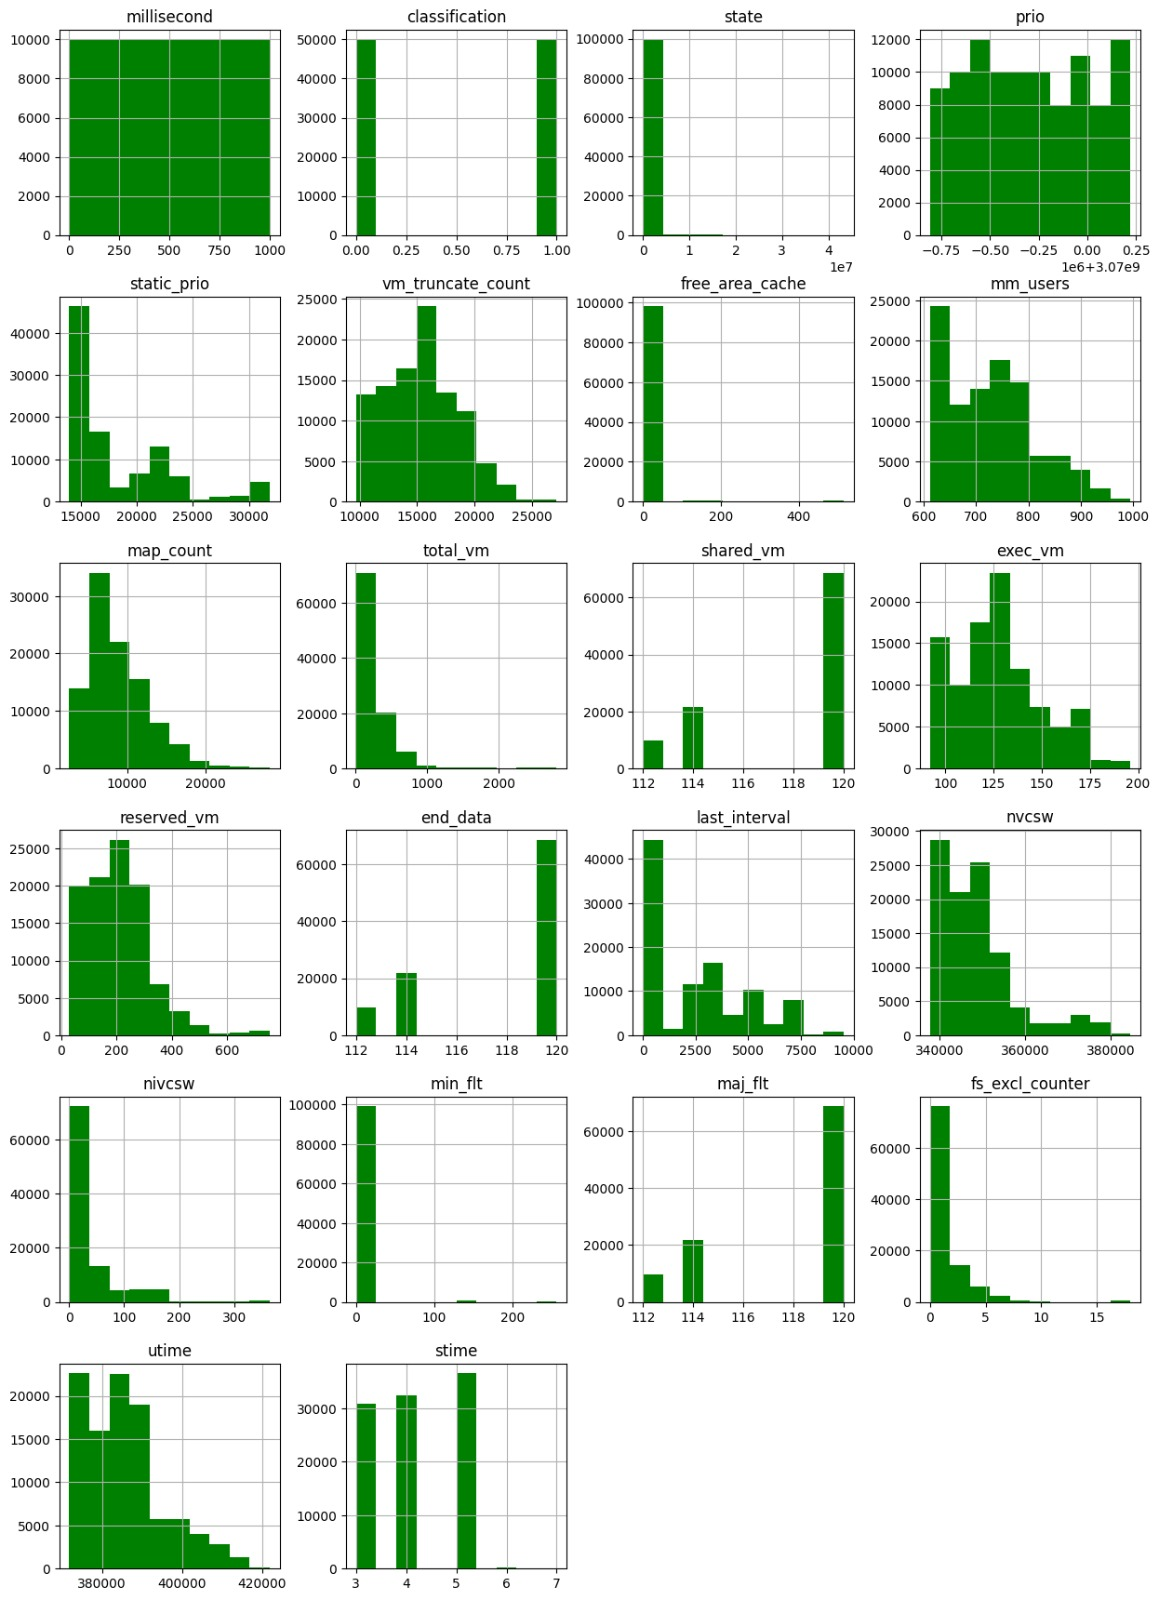 millisecond
10000
8000
6000
4000
2000
0
0 250 500 750 1000
classification
50000
40000
30000
20000
10000
0
0.00 0.25 0.50 0.75 1.00
state
100000
80000
60000
40000
20000
0
0 1 2 3 4
1e7
prio
12000
10000
8000
6000
4000
2000
0
−0.75 −0.50 −0.25 0.00 0.25
1e6+3.07e9
static_prio
40000
30000
20000
10000
0
15000 20000 25000 30000
vm_truncate_count
25000
20000
15000
10000
5000
0
10000 15000 20000 25000
free_area_cache
100000
80000
60000
40000
20000
0
0 200 400
mm_users
25000
20000
15000
10000
5000
0
600 700 800 900 1000
map_count
30000
20000
10000
0
10000 20000
total_vm
60000
40000
20000
0
0 1000 2000
shared_vm
60000
40000
20000
0
112 114 116 118 120
exec_vm
20000
15000
10000
5000
0
100 125 150 175 200
reserved_vm
25000
20000
15000
10000
5000
0
0 200 400 600
end_data
60000
40000
20000
0
112 114 116 118 120
last_interval
40000
30000
20000
10000
0
0 2500 5000 7500 10000
nvcsw
30000
25000
20000
15000
10000
5000
0
340000 360000 380000
nivcsw
60000
40000
20000
0
0 100 200 300
min_flt
100000
80000
60000
40000
20000
0
0 100 200
maj_flt
60000
40000
20000
0
112 114 116 118 120
fs_excl_counter
60000
40000
20000
0
0 5 10 15
utime
20000
15000
10000
5000
0
380000 400000 420000
stime
30000
20000
10000
0
3 4 5 6 7